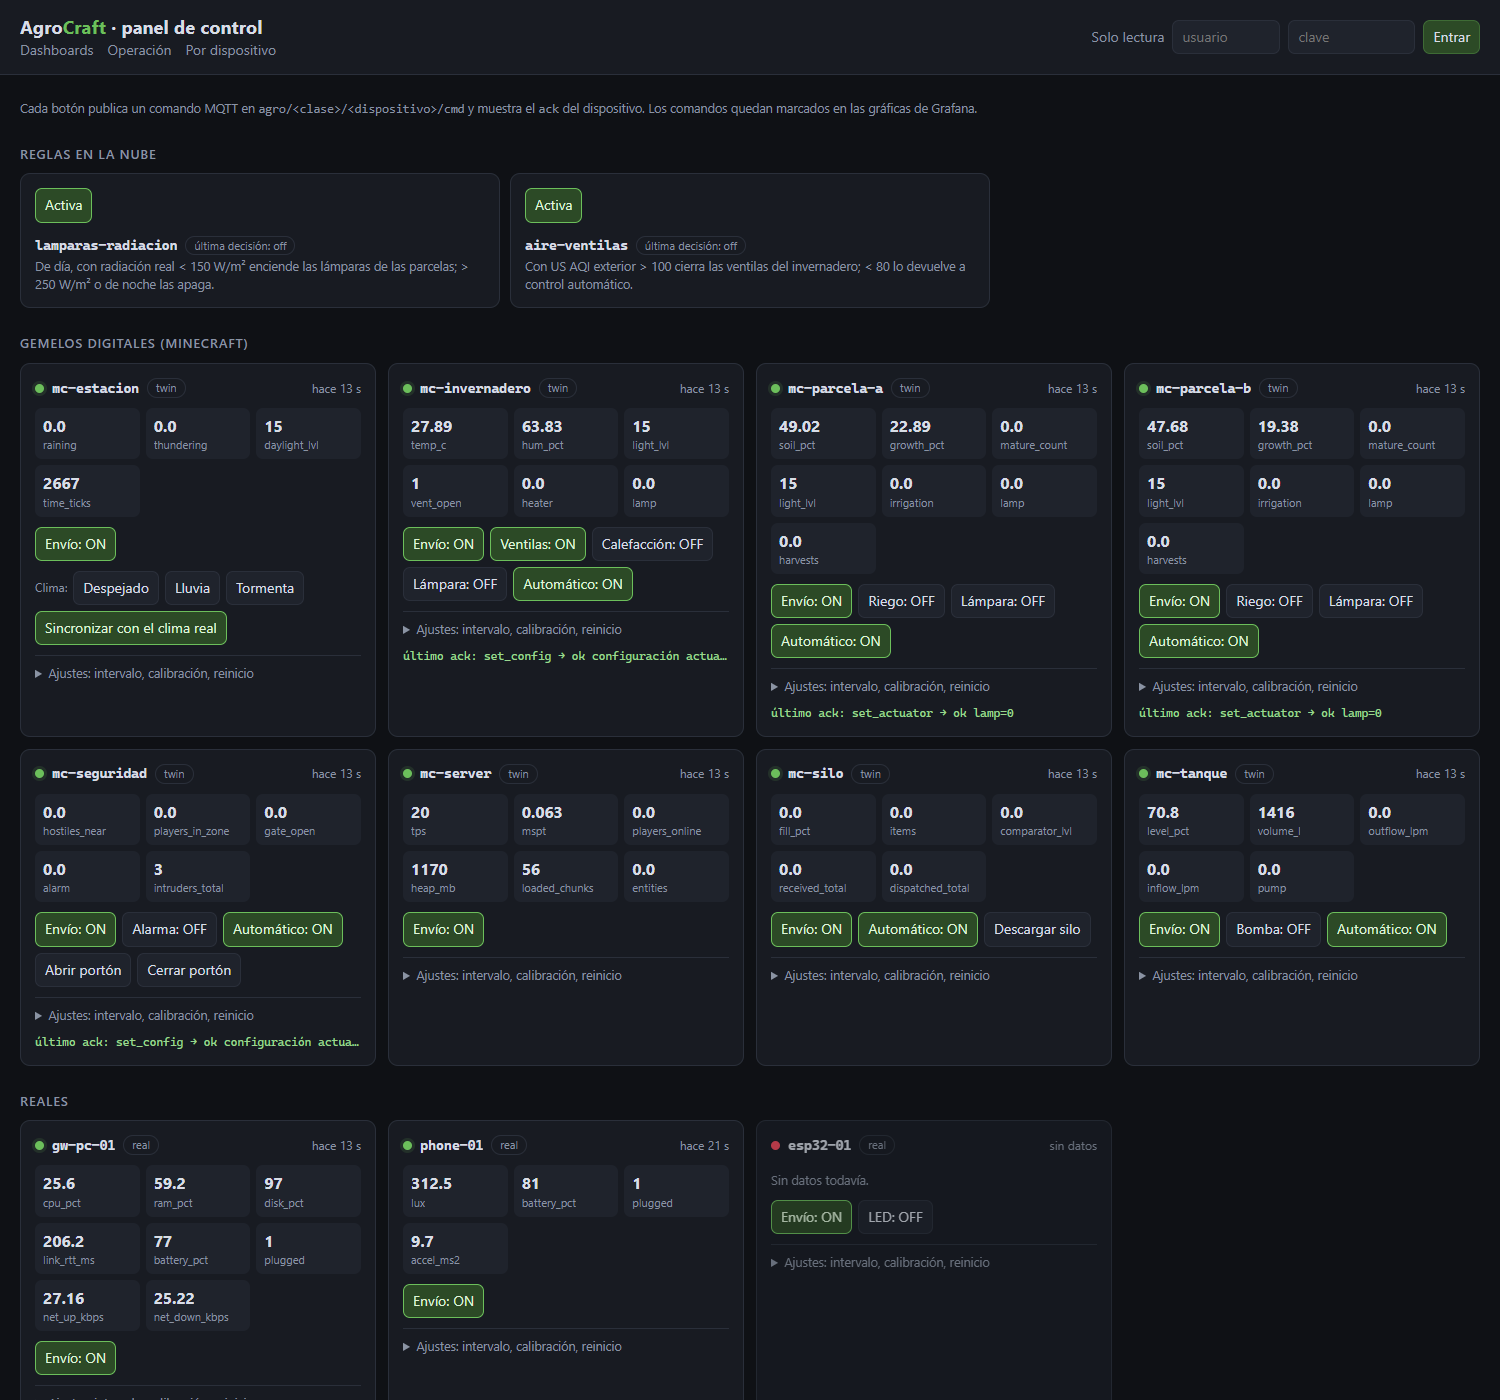 AgroCraft · panel de control
Dashboards Operación Por dispositivo
Solo lectura usuario clave Entrar
Cada botón publica un comando MQTT en agro/<clase>/<dispositivo>/cmd y muestra el ack del dispositivo. Los comandos quedan marcados en las gráficas de Grafana.
REGLAS EN LA NUBE
Activa
lamparas-radiacion última decisión: off
De día, con radiación real < 150 W/m² enciende las lámparas de las parcelas; >
250 W/m² o de noche las apaga.
Activa
aire-ventilas última decisión: off
Con US AQI exterior > 100 cierra las ventilas del invernadero; < 80 lo devuelve a
control automático.
GEMELOS DIGITALES (MINECRAFT)
mc-estacion twin hace 13 s
0.0 0.0 15
raining thundering daylight_lvl
2667
time_ticks
Envío: ON
Clima: Despejado Lluvia Tormenta
Sincronizar con el clima real
▶ Ajustes: intervalo, calibración, reinicio
mc-invernadero twin hace 13 s
27.89 63.83 15
temp_c hum_pct light_lvl
1 0.0 0.0
vent_open heater lamp
Envío: ON Ventilas: ON Calefacción: OFF
Lámpara: OFF Automático: ON
▶ Ajustes: intervalo, calibración, reinicio
último ack: set_config → ok configuración actua…
mc-parcela-a twin hace 13 s
49.02 22.89 0.0
soil_pct growth_pct mature_count
15 0.0 0.0
light_lvl irrigation lamp
0.0
harvests
Envío: ON Riego: OFF Lámpara: OFF
Automático: ON
▶ Ajustes: intervalo, calibración, reinicio
último ack: set_actuator → ok lamp=0
mc-parcela-b twin hace 13 s
47.68 19.38 0.0
soil_pct growth_pct mature_count
15 0.0 0.0
light_lvl irrigation lamp
0.0
harvests
Envío: ON Riego: OFF Lámpara: OFF
Automático: ON
▶ Ajustes: intervalo, calibración, reinicio
último ack: set_actuator → ok lamp=0
mc-seguridad twin hace 13 s
0.0 0.0 0.0
hostiles_near players_in_zone gate_open
0.0 3
alarm intruders_total
Envío: ON Alarma: OFF Automático: ON
Abrir portón Cerrar portón
▶ Ajustes: intervalo, calibración, reinicio
último ack: set_config → ok configuración actua…
mc-server twin hace 13 s
20 0.063 0.0
tps mspt players_online
1170 56 0.0
heap_mb loaded_chunks entities
Envío: ON
▶ Ajustes: intervalo, calibración, reinicio
mc-silo twin hace 13 s
0.0 0.0 0.0
fill_pct items comparator_lvl
0.0 0.0
received_total dispatched_total
Envío: ON Automático: ON Descargar silo
▶ Ajustes: intervalo, calibración, reinicio
mc-tanque twin hace 13 s
70.8 1416 0.0
level_pct volume_l outflow_lpm
0.0 0.0
inflow_lpm pump
Envío: ON Bomba: OFF Automático: ON
▶ Ajustes: intervalo, calibración, reinicio
REALES
gw-pc-01 real hace 13 s
25.6 59.2 97
cpu_pct ram_pct disk_pct
206.2 77 1
link_rtt_ms battery_pct plugged
27.16 25.22
net_up_kbps net_down_kbps
Envío: ON
phone-01 real hace 21 s
312.5 81 1
lux battery_pct plugged
9.7
accel_ms2
Envío: ON
▶ Ajustes: intervalo, calibración, reinicio
esp32-01 real sin datos
Sin datos todavía.
Envío: ON LED: OFF
▶ Ajustes: intervalo, calibración, reinicio